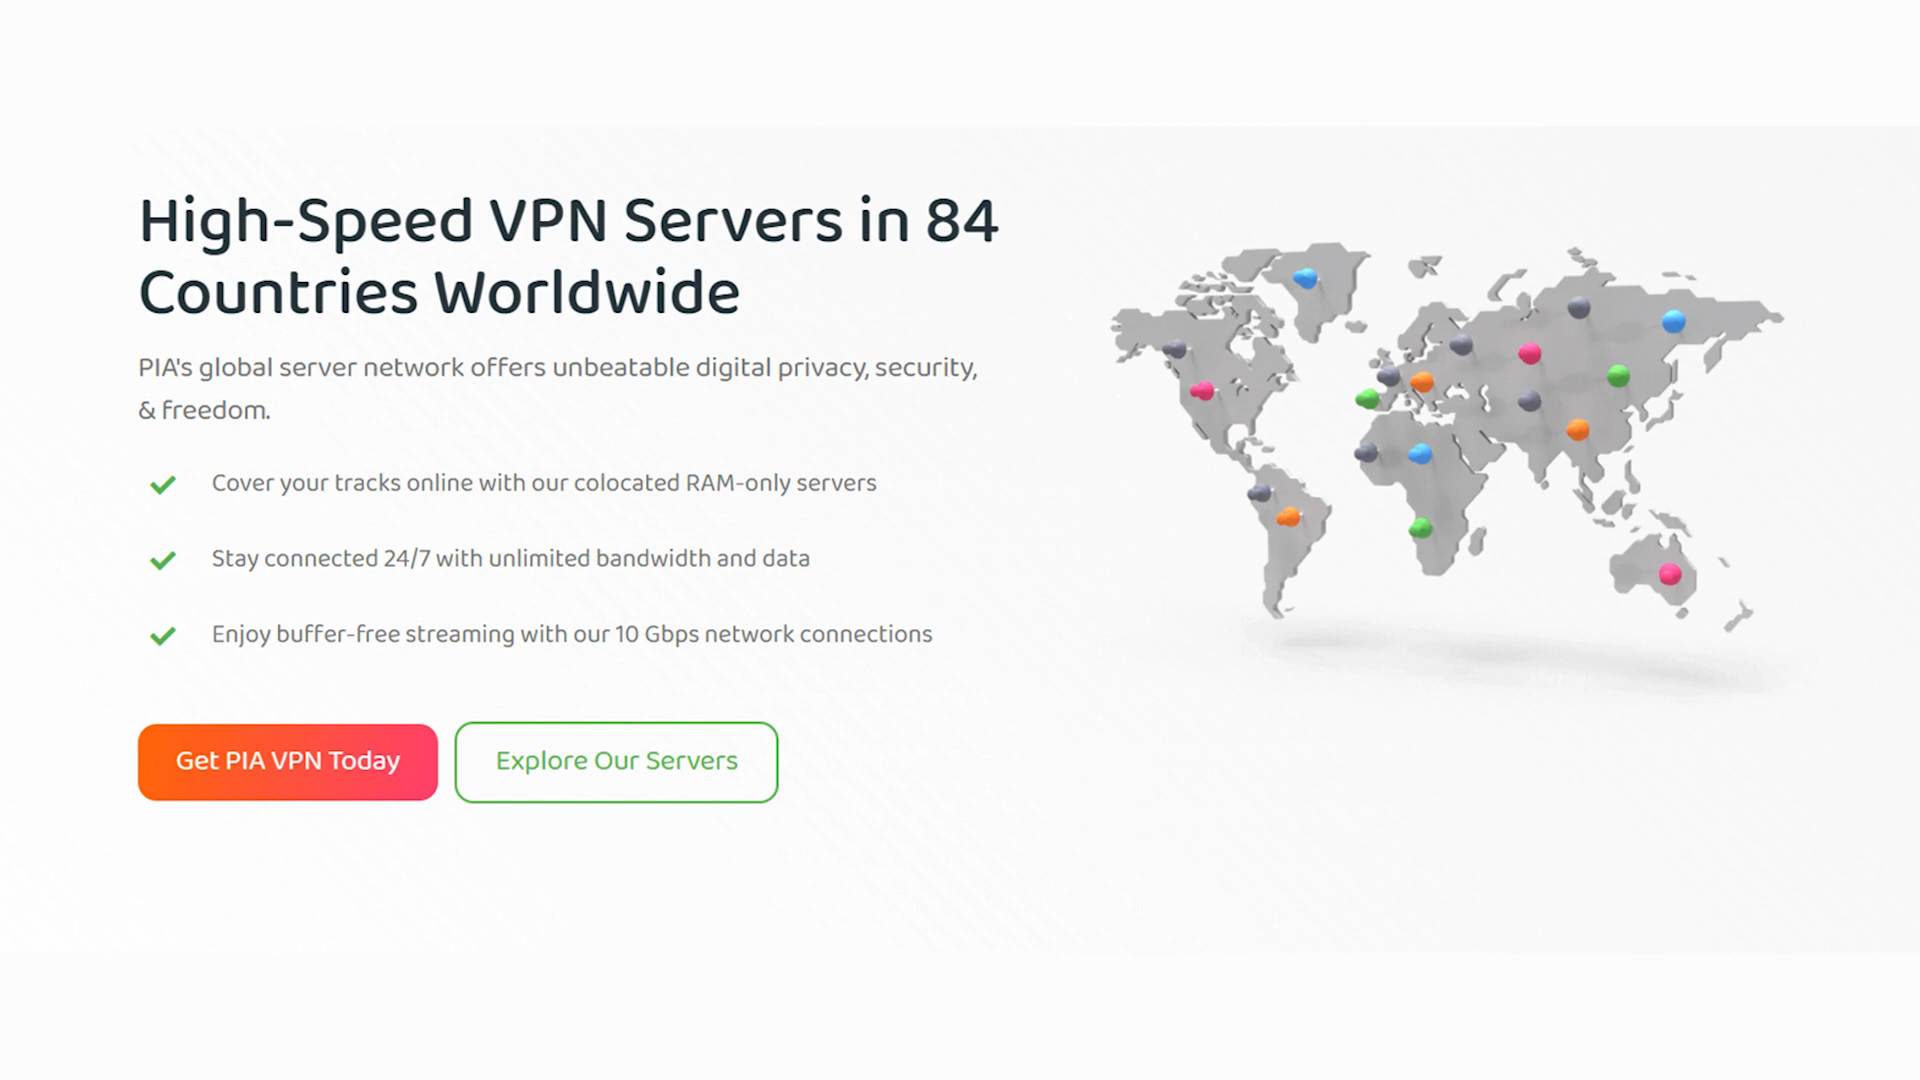 High-Speed VPN Servers in 84
Countries Worldwide
PIA's global server network offers unbeatable digital privacy, security,
& freedom.
Cover your tracks online with our colocated RAM-only servers
Stay connected 24/7 with unlimited bandwidth and data
Enjoy buffer-free streaming with our 10 Gbps network connections
Get PIA VPN Today
Explore Our Servers